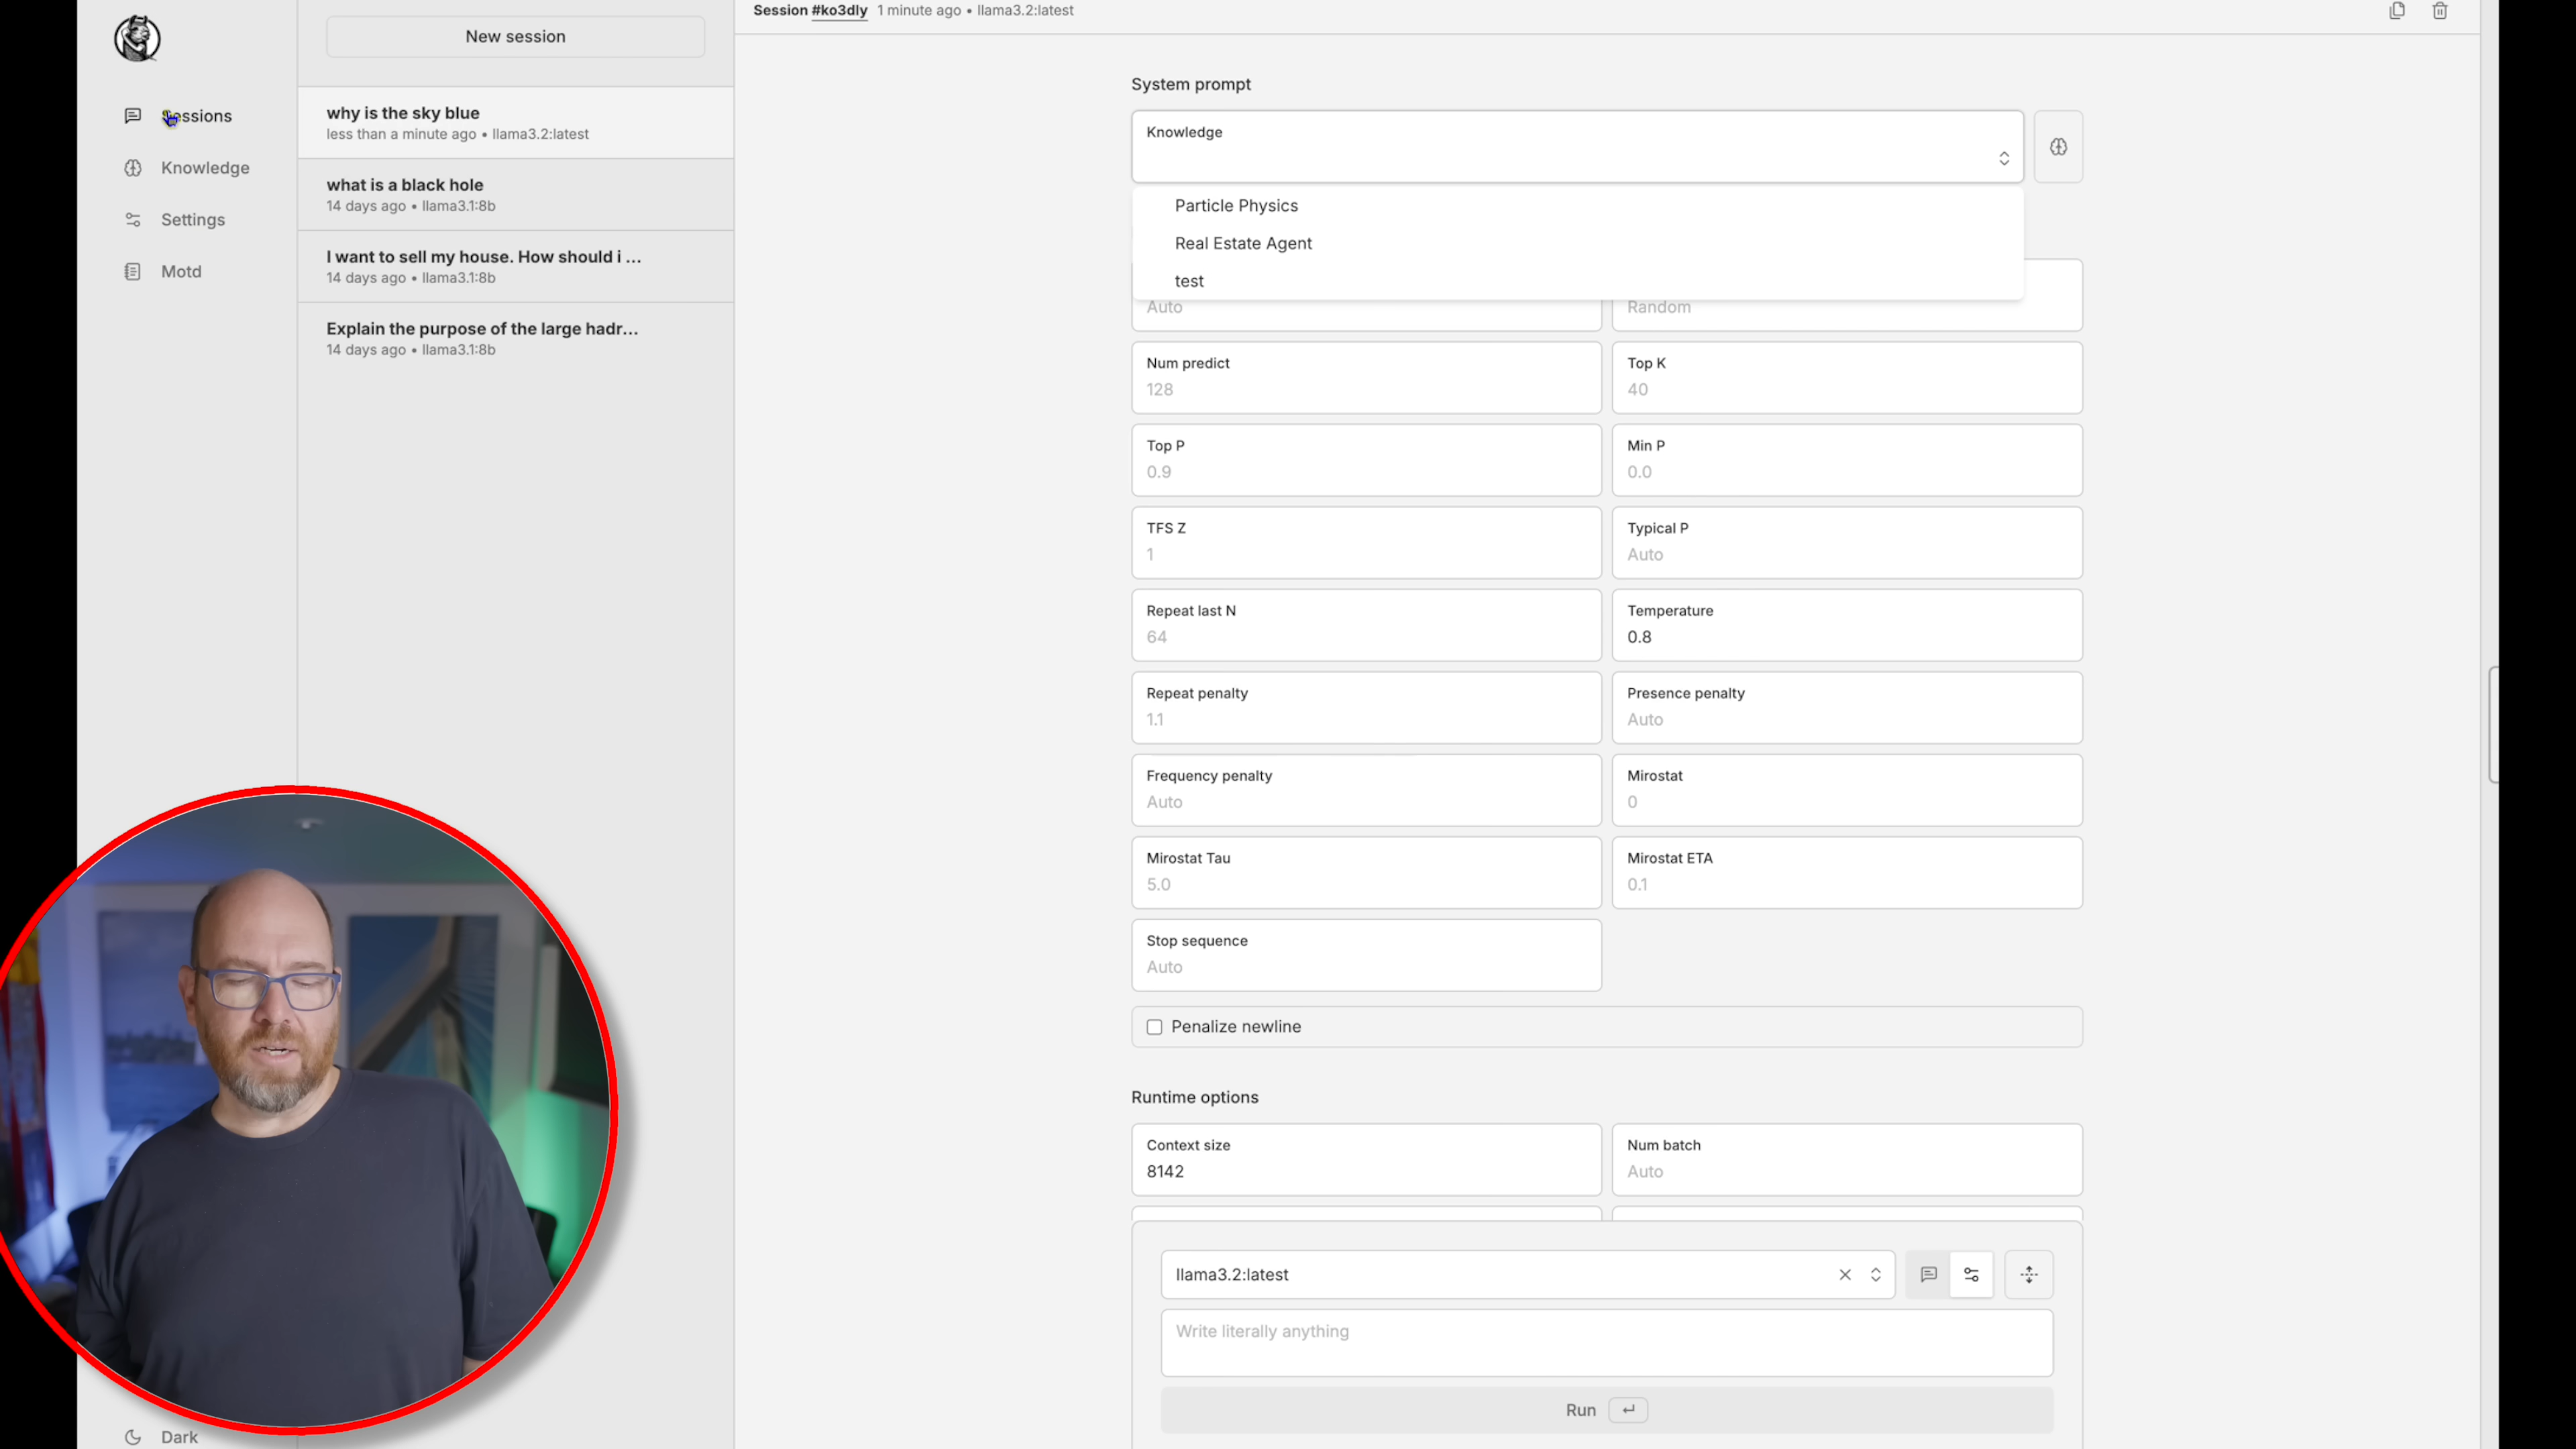 Sessions
Knowledge
Settings
Motd
Dark
New session
why is the sky blue
less than a minute ago • llama3.2:latest
what is a black hole
14 days ago • llama3.1:8b
I want to sell my house. How should i ...
14 days ago • llama3.1:8b
Explain the purpose of the large hadr...
14 days ago • llama3.1:8b
Session #ko3dly 1 minute ago • llama3.2:latest
System prompt
Knowledge
Particle Physics
Real Estate Agent
test
Auto
Random
Num predict
128
Top K
40
Top P
0.9
Min P
0.0
TFS Z
1
Typical P
Auto
Repeat last N
64
Temperature
0.8
Repeat penalty
1.1
Presence penalty
Auto
Frequency penalty
Auto
Mirostat
0
Mirostat Tau
5.0
Mirostat ETA
0.1
Stop sequence
Auto
Penalize newline
Runtime options
Context size
8142
Num batch
Auto
llama3.2:latest
Write literally anything
Run